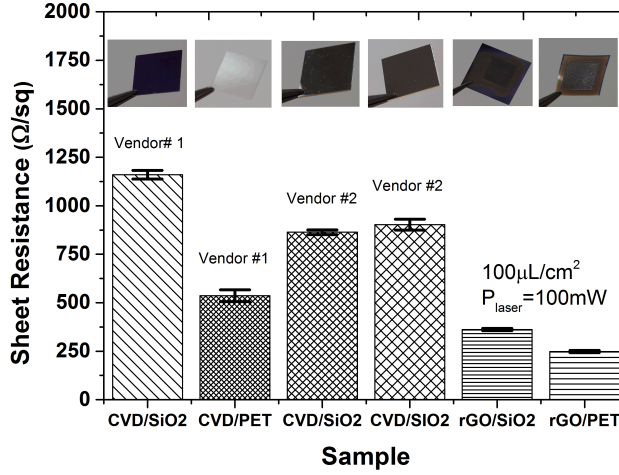 2000
1750
1500
1250
1000
750
500
250
0
Sheet Resistance (Ω/sq)
Vendor# 1
Vendor #1
Vendor #2
Vendor #2
100μL/cm²
P_laser=100mW
CVD/SiO2 CVD/PET CVD/SiO2 CVD/SIO2 rGO/SiO2 rGO/PET
Sample